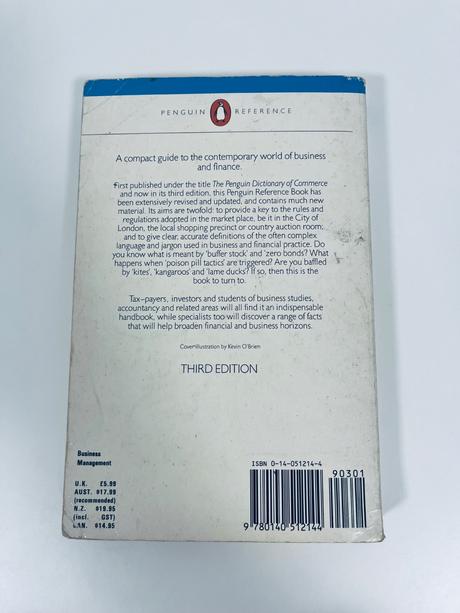 PENGUIN REFERENCE
A compact guide to the contemporary world of business
and finance.
First published under the title The Penguin Dictionary of Commerce
and now in its third edition, this Penguin Reference Book has
been extensively revised and updated, and contains much new
material. Its aims are twofold: to provide a key to the rules and
regulations adopted in the market place, be it in the City of
London, the local shopping precinct or country auction room;
and to give clear, accurate definitions of the often complex
language and jargon used in business and financial practice. Do
you know what is meant by 'buffer stock' and 'zero bonds'? What
happens when 'poison pill tactics' are triggered? Are you baffled
by 'kites', 'kangaroos' and 'lame ducks'? If so, then this is the
book to turn to.
Tax-payers, investors and students of business studies,
accountancy and related areas will all find it an indispensable
handbook, while specialists too will discover a range of facts
that will help broaden financial and business horizons.
Cover illustration by Kevin O'Brien
THIRD EDITION
Business
Management
U.K. £5.99
AUST. $17.99
(recommended)
N.Z. $19.95
(incl. GST)
CAN. $14.95
ISBN 0-14-051214-4
90301
9 780140 512144